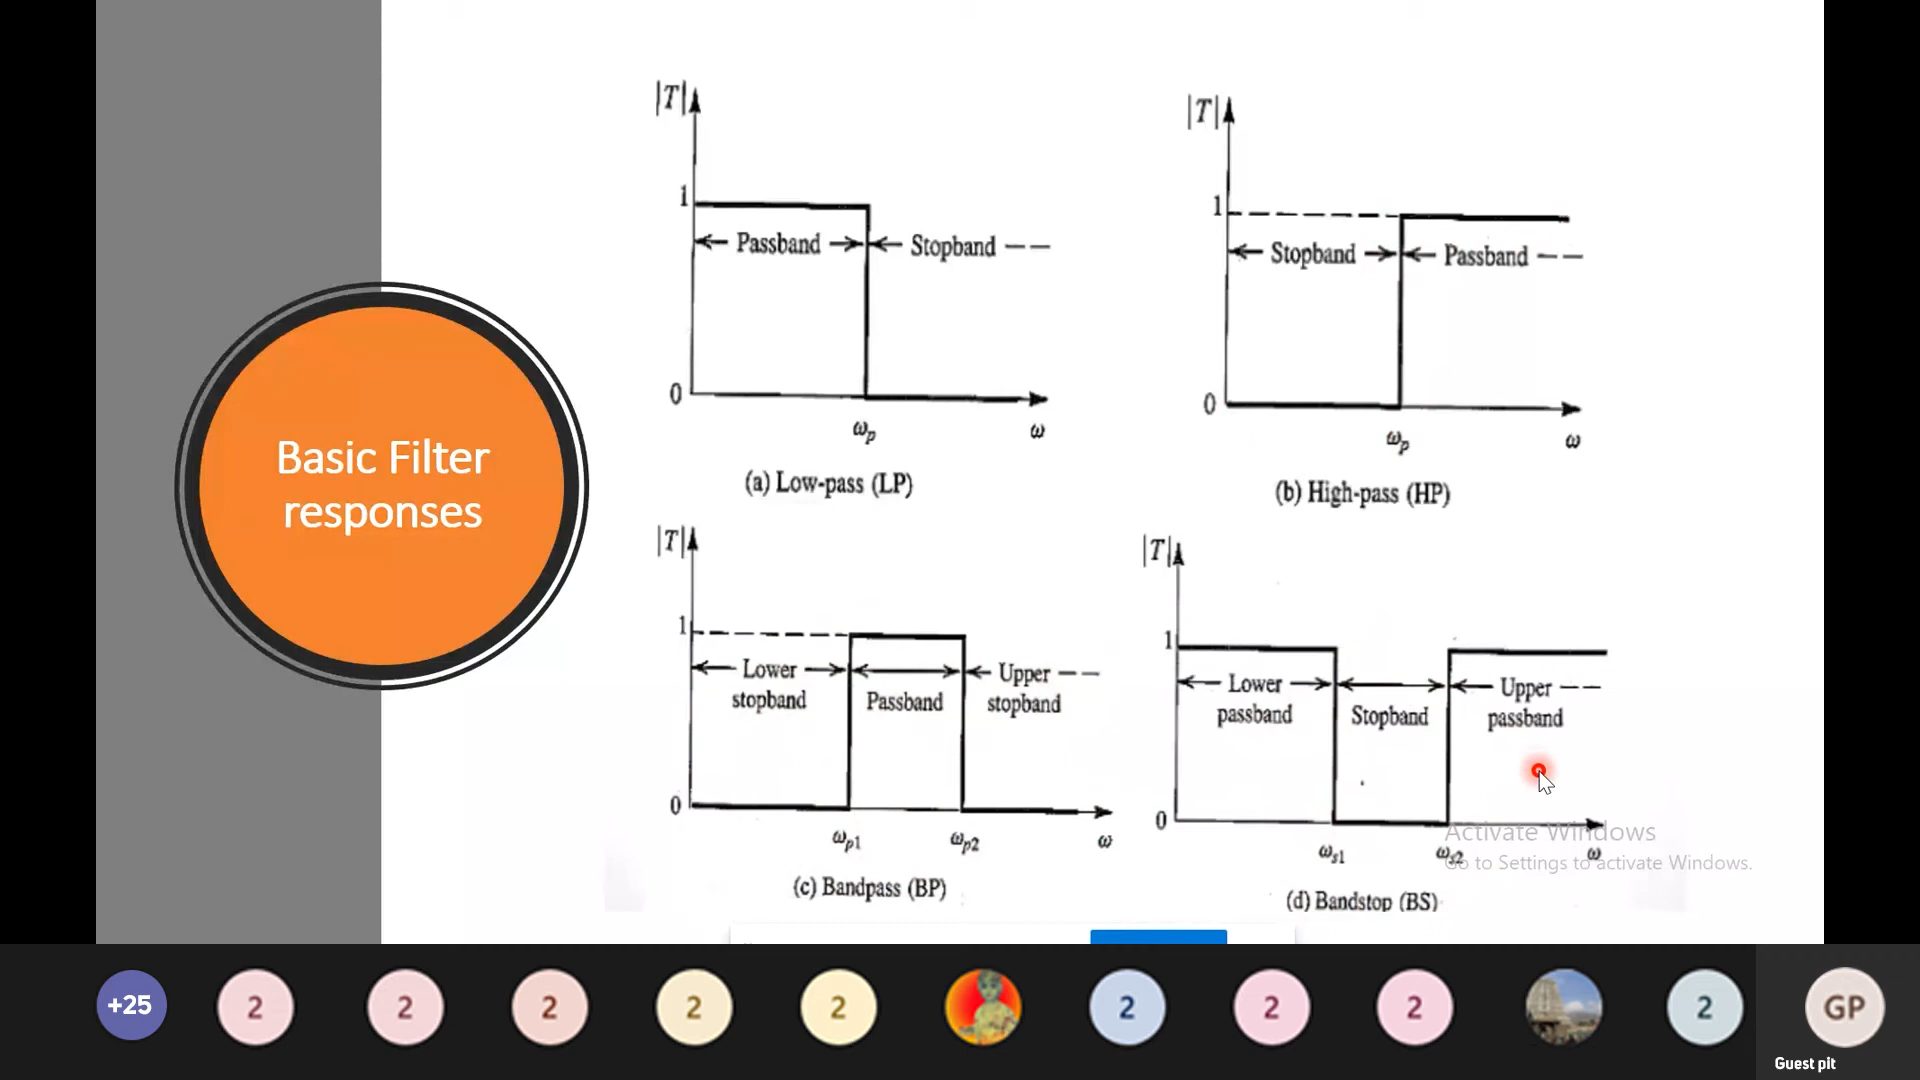 Basic Filter
responses
|T|
1
Passband
Stopband
0
ωp
ω
(a) Low-pass (LP)
|T|
1
Stopband
Passband
0
ωp
ω
(b) High-pass (HP)
|T|
1
Lower
stopband
Passband
Upper
stopband
0
ωp1
ωp2
ω
(c) Bandpass (BP)
|T|
1
Lower
passband
Stopband
Upper
passband
0
ωs1
ωs2
ω
(d) Bandstop (BS)
Activate Windows
Go to Settings to activate Windows.
+25
2
2
2
2
2
2
2
2
2
GP
Guest pit